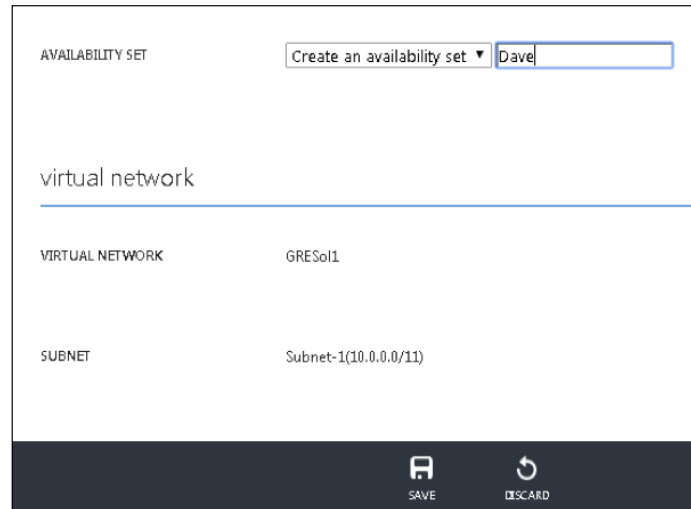 AVAILABILITY SET Create an availability set Dave
virtual network
VIRTUAL NETWORK GRESol1
SUBNET Subnet-1(10.0.0.0/11)
SAVE DISCARD